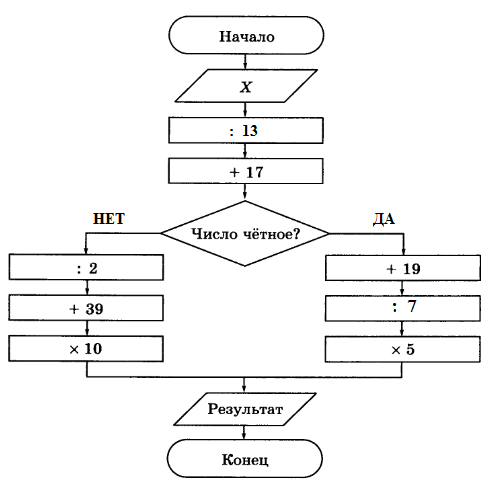 Начало
X
: 13
+ 17
НЕТ
Число чётное?
ДА
: 2
+ 19
+ 39
: 7
× 10
× 5
Результат
Конец